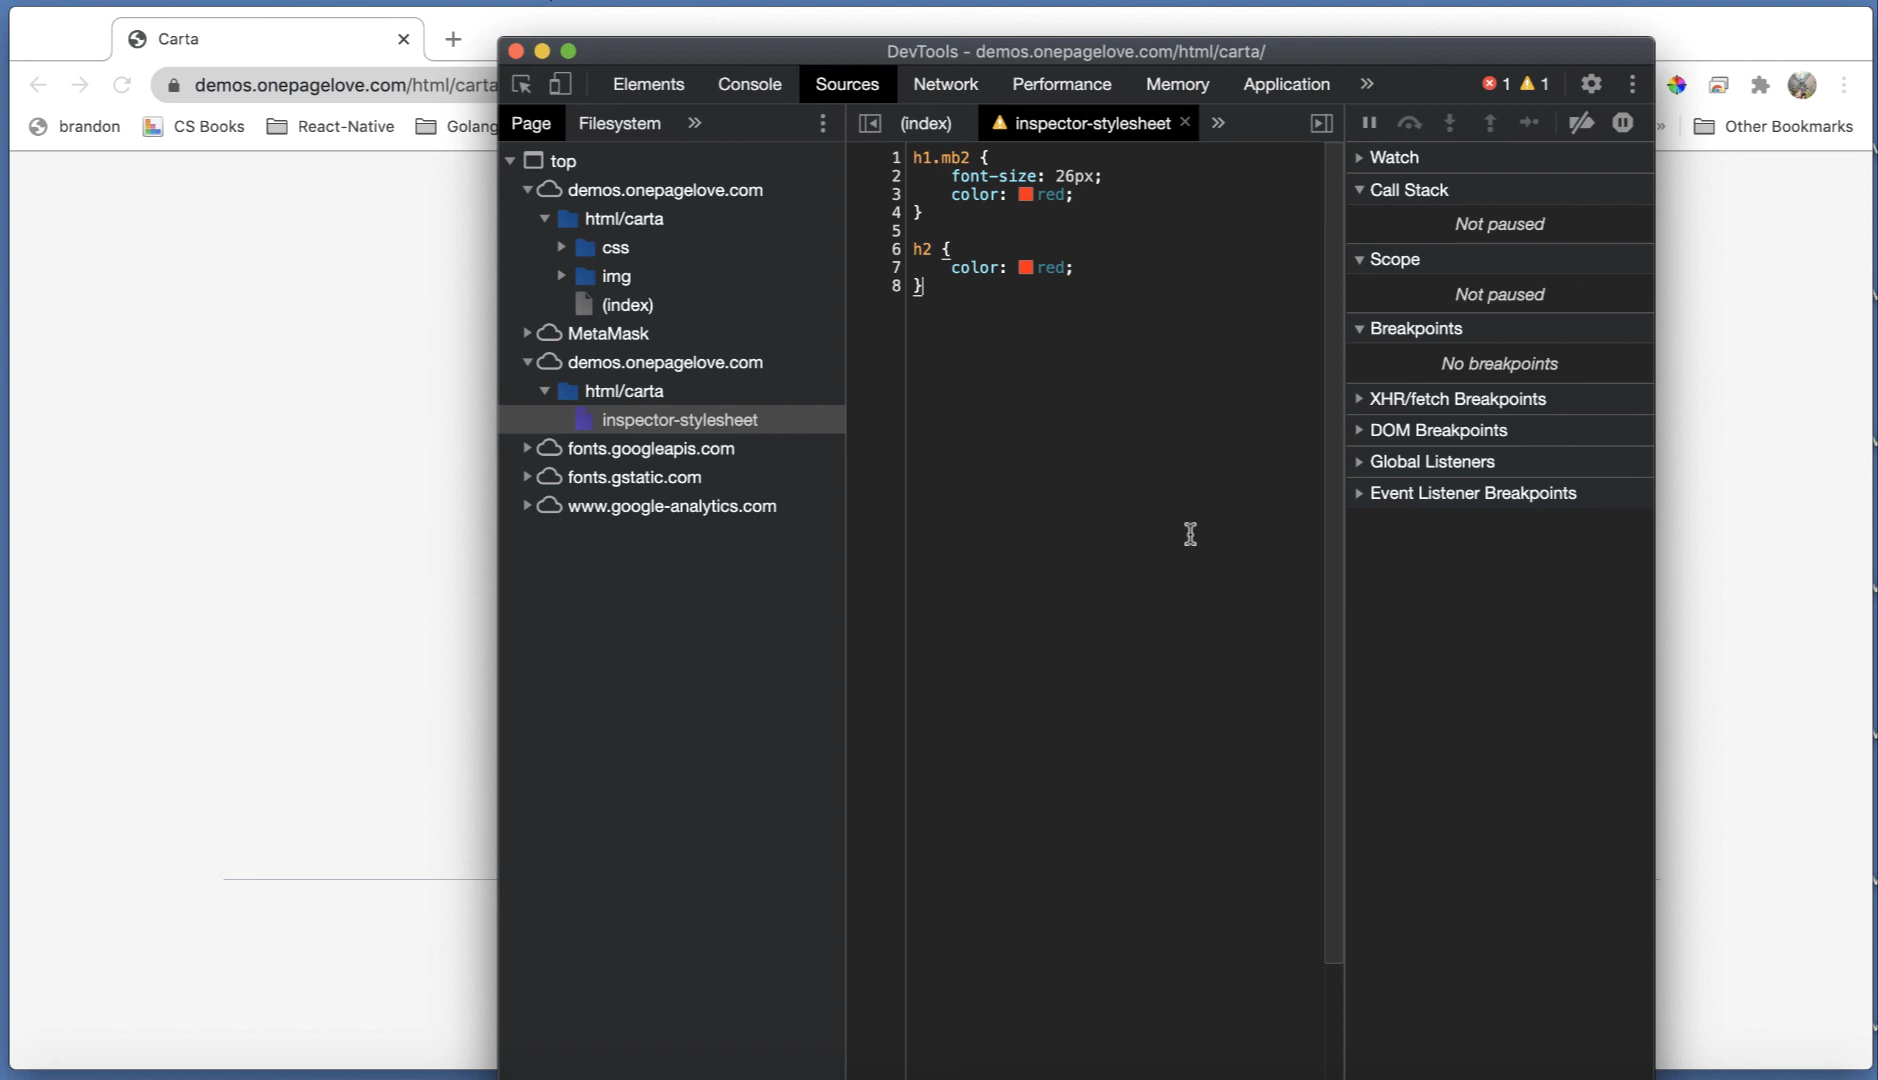 Carta
demos.onepagelove.com/html/carta
brandon
CS Books
React-Native
Golang
Other Bookmarks
DevTools - demos.onepagelove.com/html/carta/
Elements
Console
Sources
Network
Performance
Memory
Application
1
1
Page
Filesystem
(index)
inspector-stylesheet
top
demos.onepagelove.com
html/carta
css
img
(index)
MetaMask
demos.onepagelove.com
html/carta
inspector-stylesheet
fonts.googleapis.com
fonts.gstatic.com
www.google-analytics.com
1 h1.mb2 {
2 font-size: 26px;
3 color: red;
4 }
5
6 h2 {
7 color: red;
8 }
Watch
Call Stack
Not paused
Scope
Not paused
Breakpoints
No breakpoints
XHR/fetch Breakpoints
DOM Breakpoints
Global Listeners
Event Listener Breakpoints